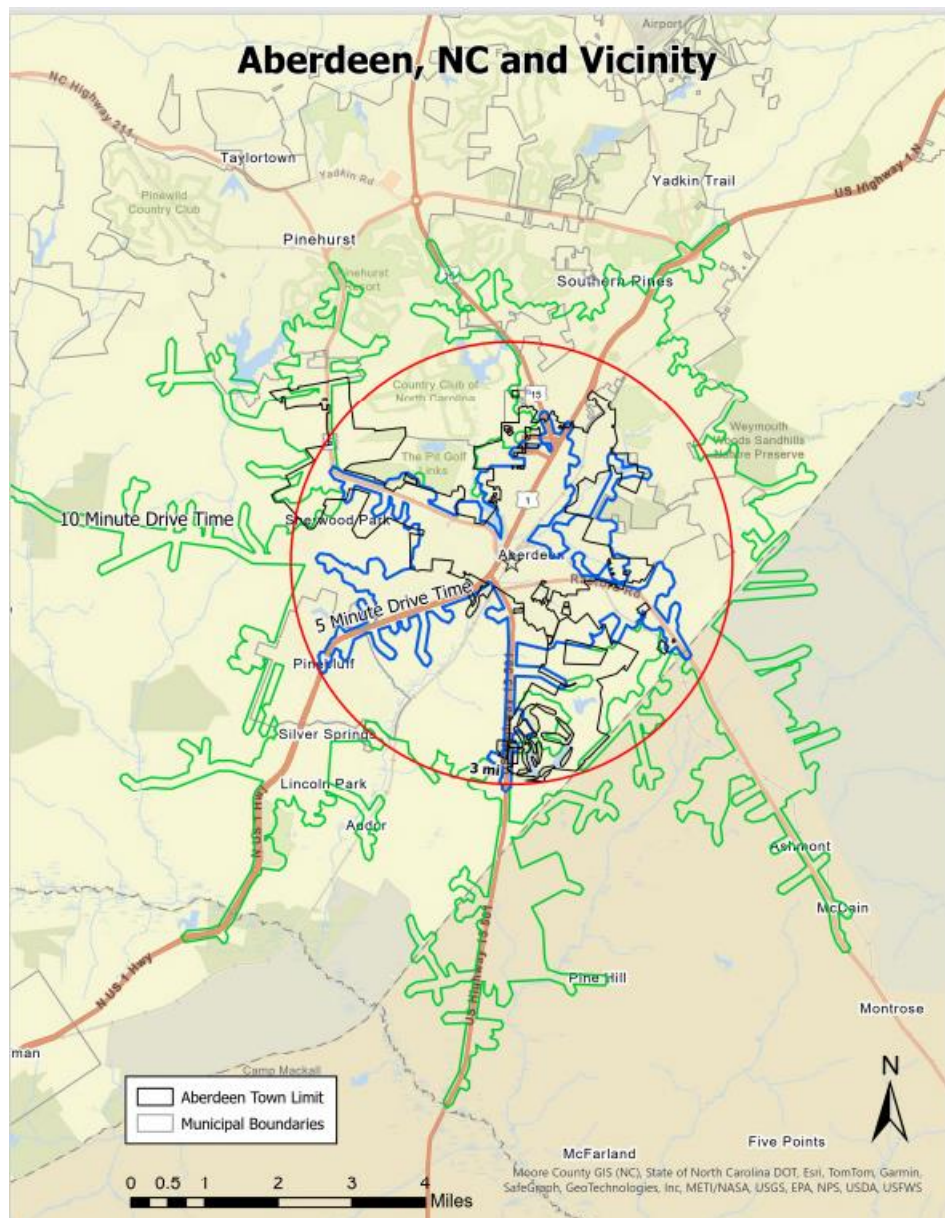 Airport
Aberdeen, NC and Vicinity
NC Highway 211
Taylortown
Yadkin Rd
Yadkin Trail
US Highway 1 N
Pinewild
Country Club
Pinehurst
Pinehurst
Resort
Southern Pines
Country Club of
North Carolina
15
Weymouth
Woods Sandhills
Nature Preserve
The Pit Golf
Links
1
10 Minute Drive Time
Sherwood Park
Aberdeen
5 Minute Drive Time
Pinebluff
Silver Springs
3 mi
Lincoln Park
N US 1 Hwy
Addor
Ashmont
McCain
US Highway 15 501
Pine Hill
N US 1 Hwy
Montrose
man
Camp Mackall
N
Aberdeen Town Limit
Municipal Boundaries
McFarland
Five Points
Moore County GIS (NC), State of North Carolina DOT, Esri, TomTom, Garmin,
SafeGraph, GeoTechnologies, Inc, METI/NASA, USGS, EPA, NPS, USDA, USFWS
0 0.5 1 2 3 4
Miles